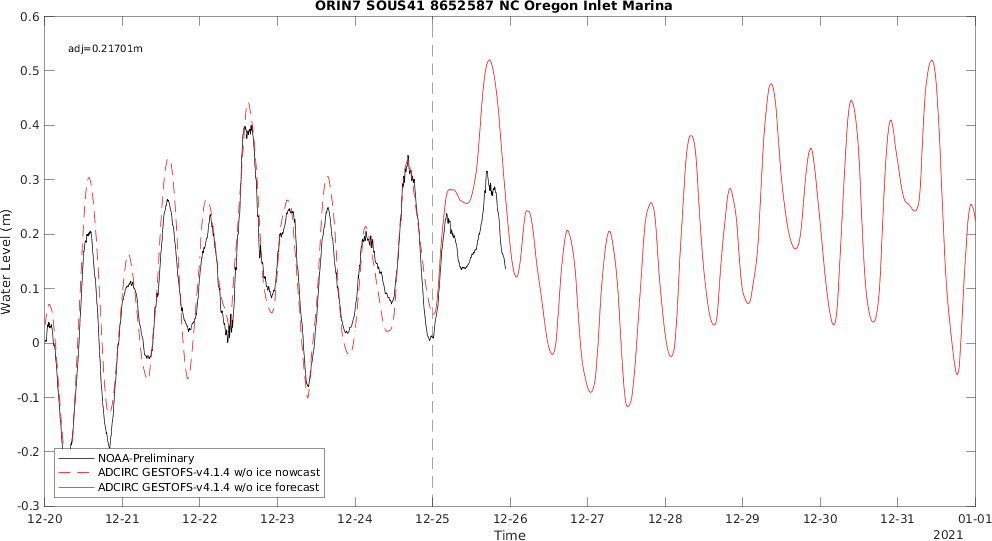 ORIN7 SOUS41 8652587 NC Oregon Inlet Marina
adj=0.21701m
0.6
0.5
0.4
0.3
0.2
0.1
0
-0.1
-0.2
-0.3
Water Level (m)
NOAA-Preliminary
ADCIRC GESTOFS-v4.1.4 w/o ice nowcast
ADCIRC GESTOFS-v4.1.4 w/o ice forecast
12-20 12-21 12-22 12-23 12-24 12-25 12-26 12-27 12-28 12-29 12-30 12-31 01-01
Time
2021